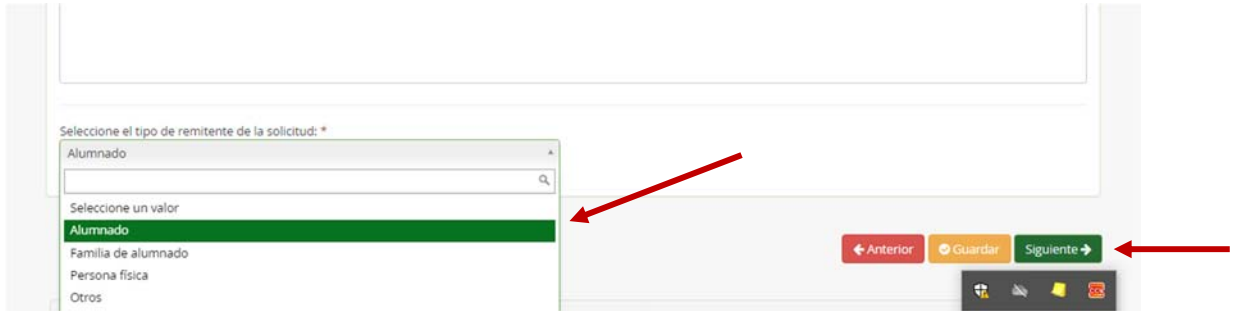 Seleccione el tipo de remitente de la solicitud: *
Alumnado
Seleccione un valor
Alumnado
Familia de alumnado
Persona física
Otros
Anterior Guardar Siguiente